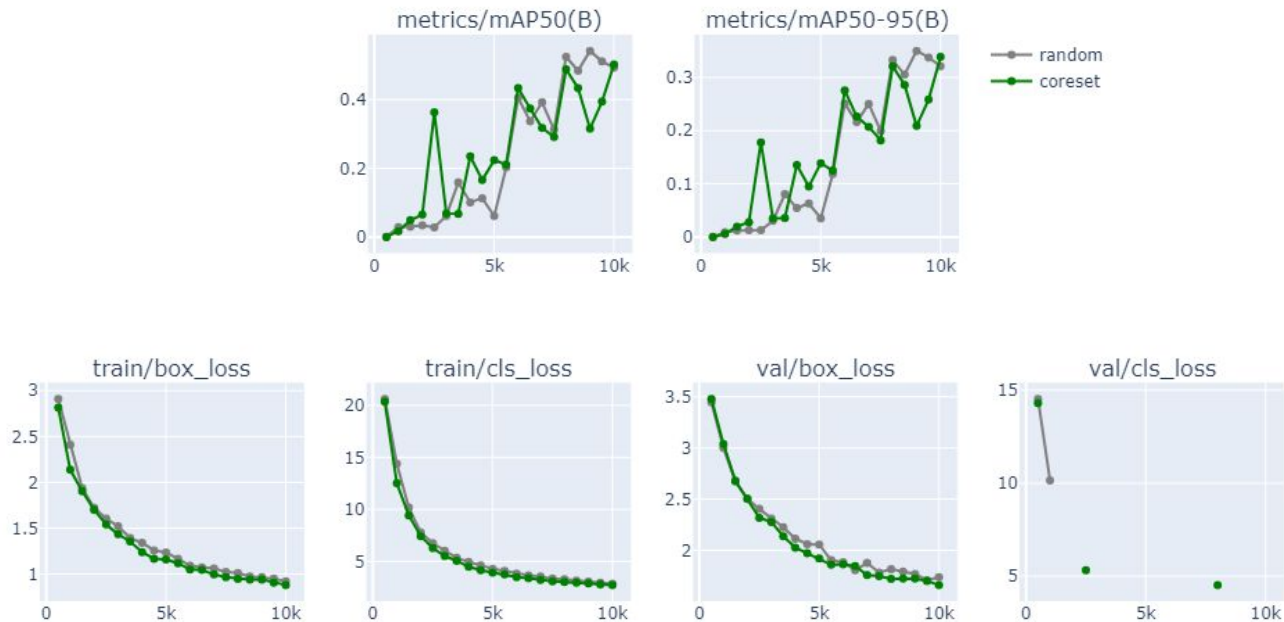 metrics/mAP50(B)
metrics/mAP50-95(B)
random
coreset
0.4
0.2
0
0
5k
10k
0.3
0.2
0.1
0
0
5k
10k
train/box_loss
train/cls_loss
val/box_loss
val/cls_loss
3
2.5
2
1.5
1
0
5k
10k
20
15
10
5
0
5k
10k
3.5
3
2.5
2
0
5k
10k
15
10
5
0
5k
10k